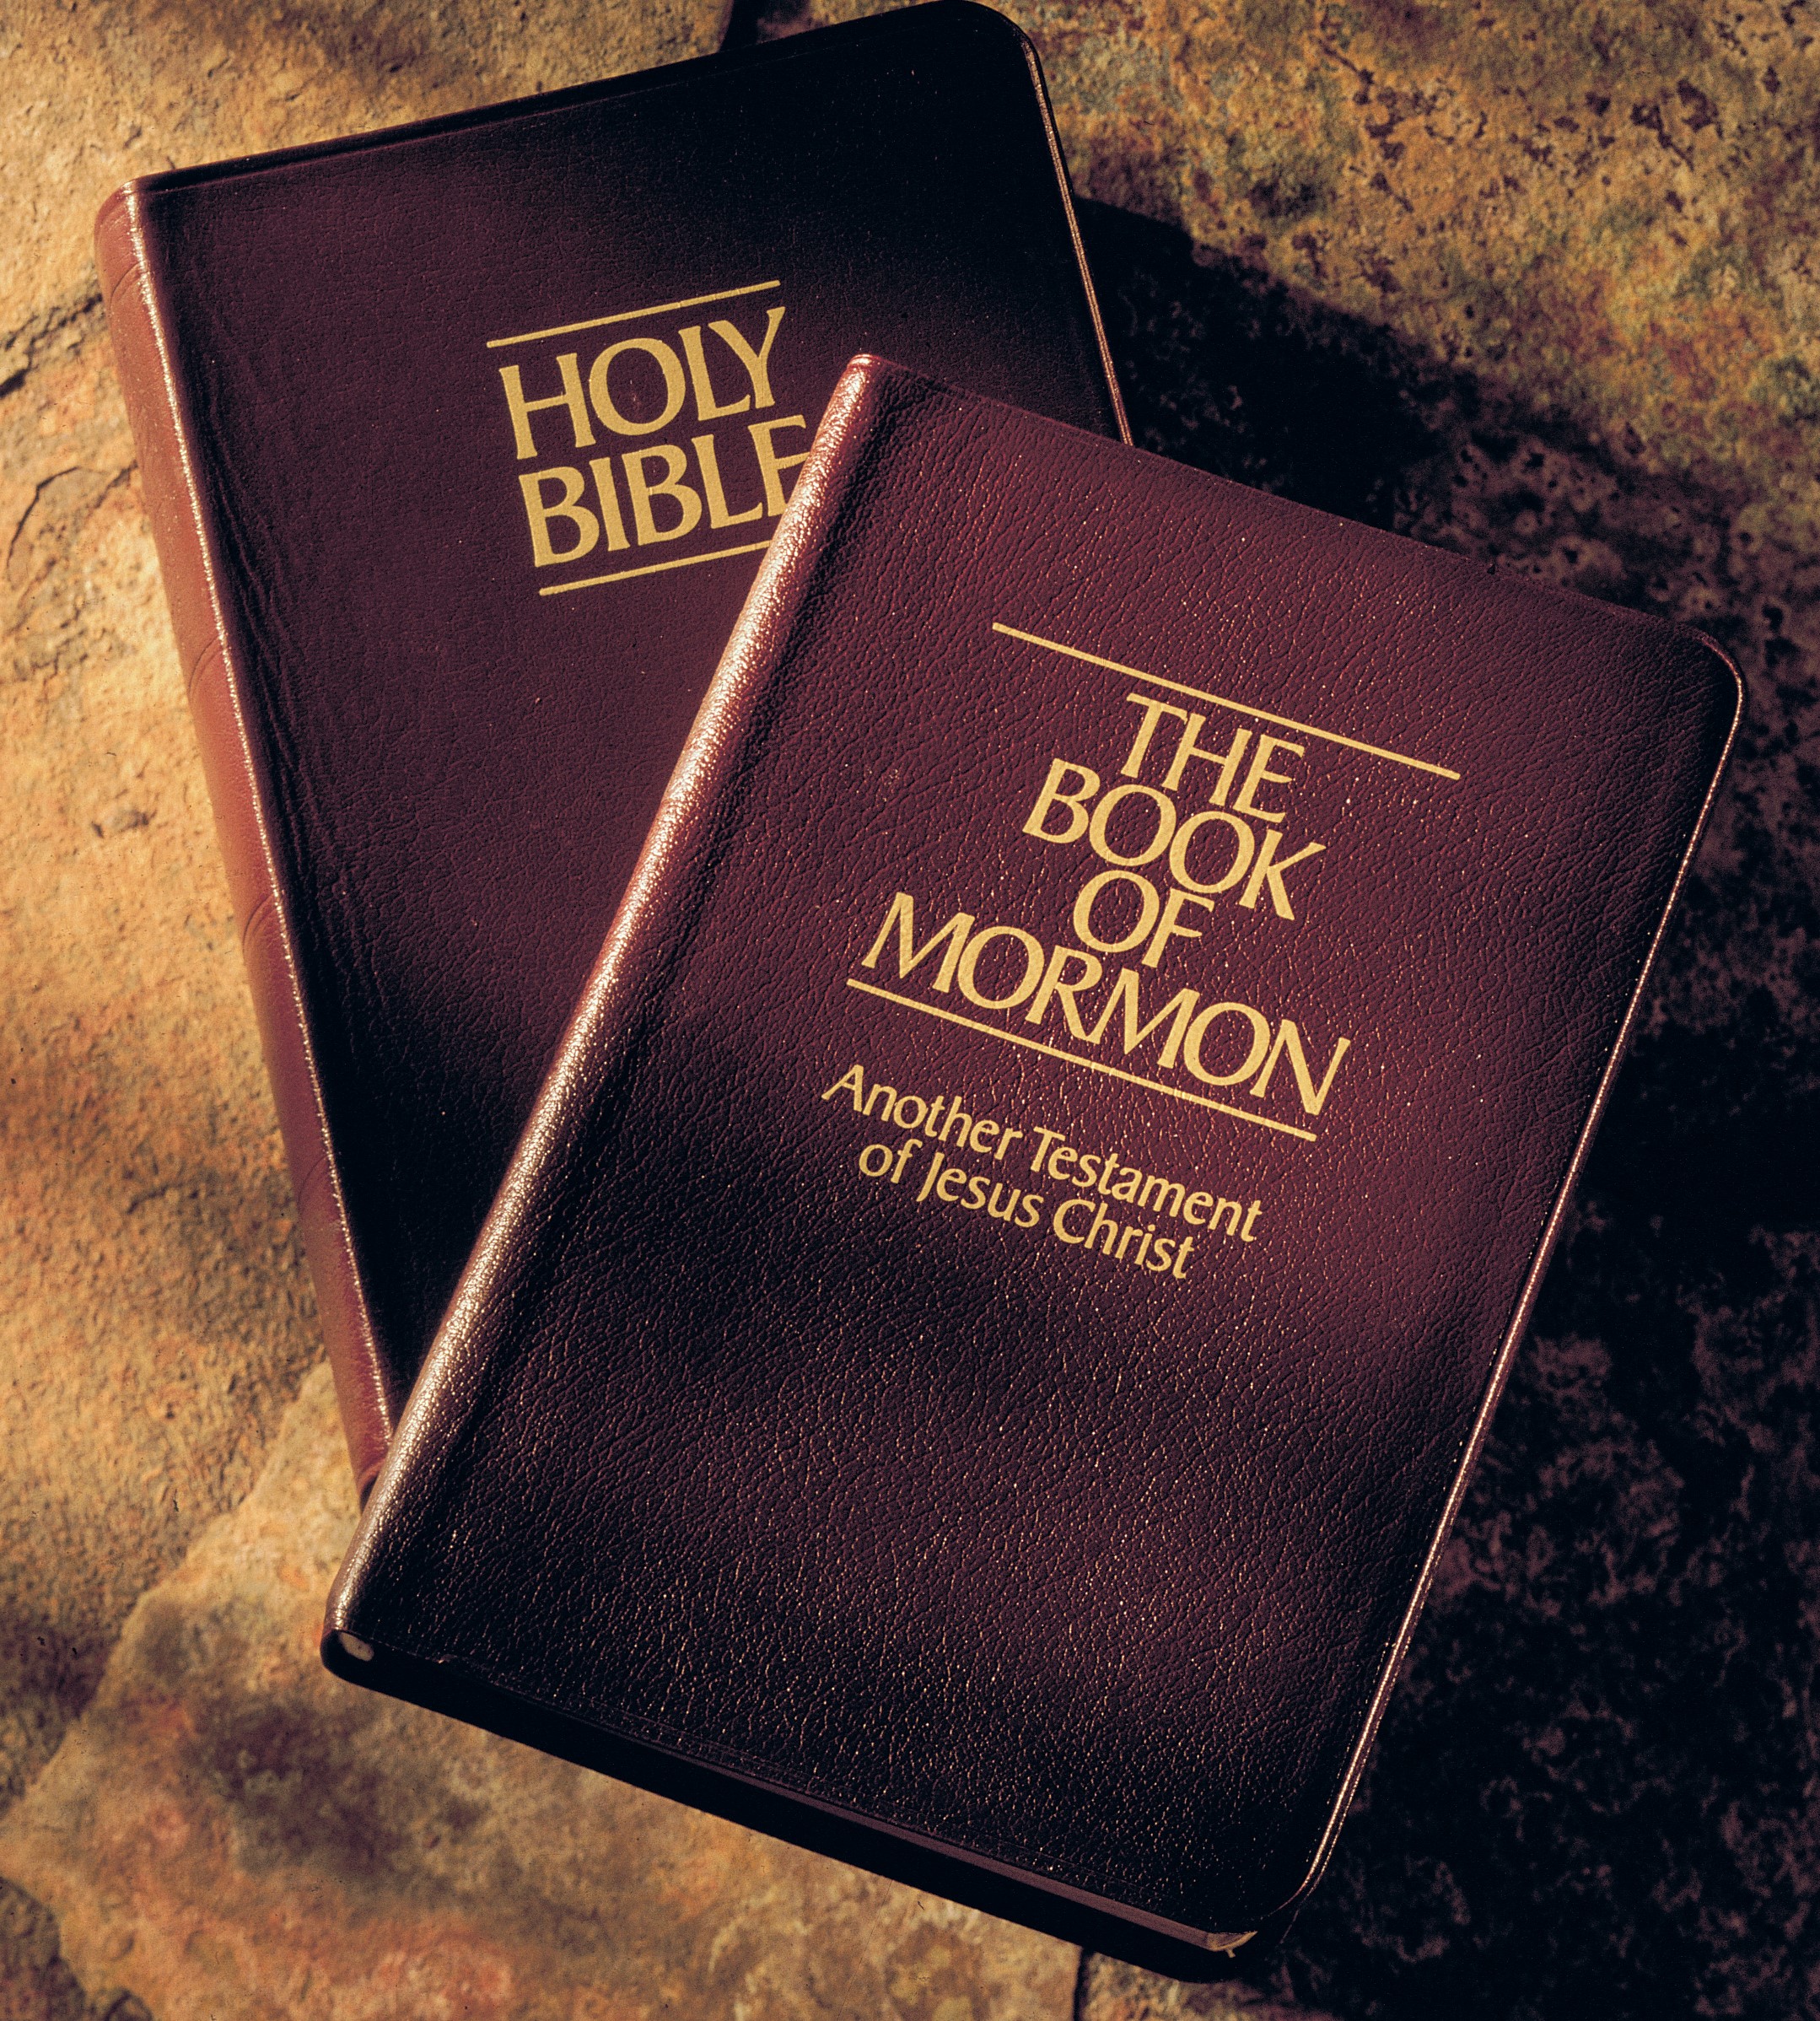 HOLY
BIBLE
THE
BOOK
OF
MORMON
Another Testament
of Jesus Christ